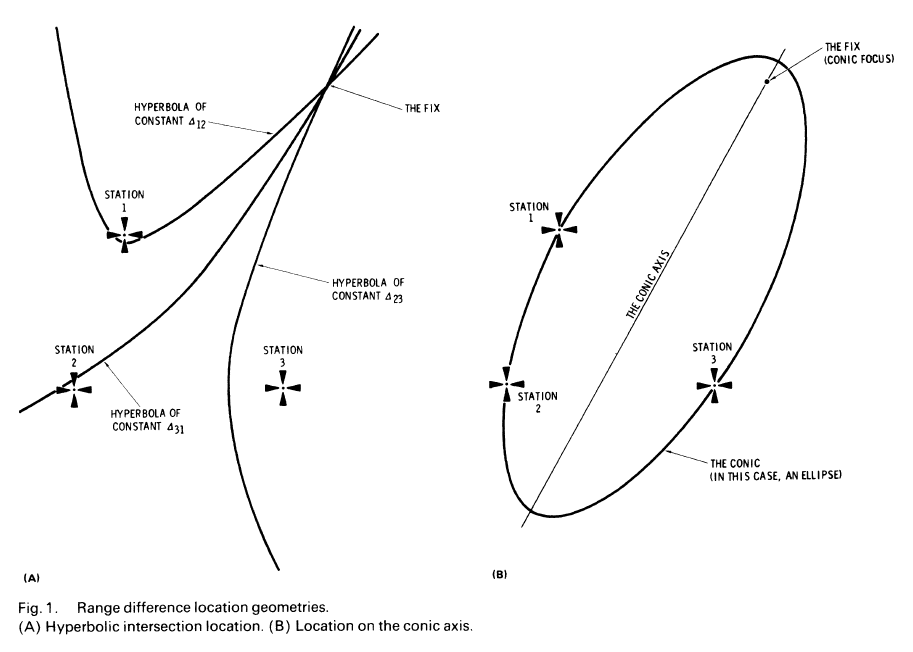 THE FIX
(CONIC FOCUS)
HYPERBOLA OF
CONSTANT Δ12
THE FIX
STATION
1
STATION
1
THE CONIC AXIS
HYPERBOLA OF
CONSTANT Δ23
STATION
2
STATION
3
STATION
3
STATION
2
HYPERBOLA OF
CONSTANT Δ31
THE CONIC
(IN THIS CASE, AN ELLIPSE)
(A)
(B)
Fig. 1. Range difference location geometries.
(A) Hyperbolic intersection location. (B) Location on the conic axis.